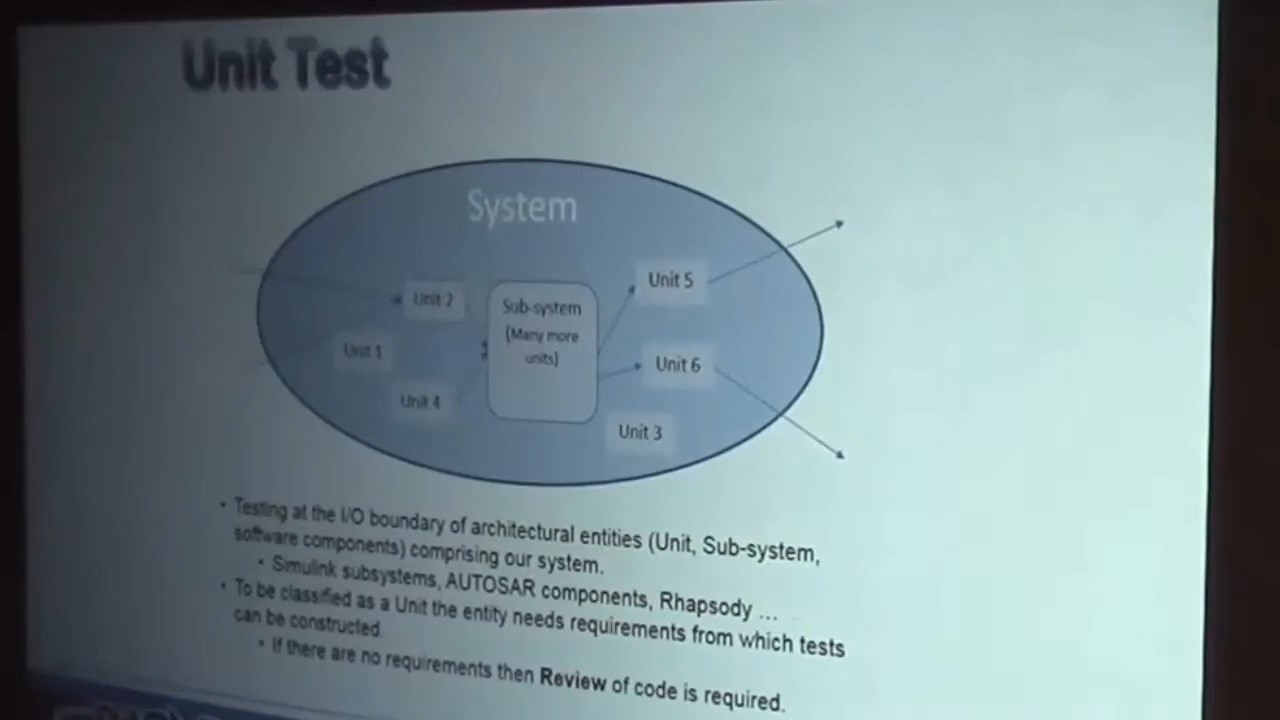 Unit Test
System
Unit 2
Unit 1
Unit 4
Sub-system
(Many more
units)
Unit 5
Unit 6
Unit 3
• Testing at the I/O boundary of architectural entities (Unit, Sub-system,
software components) comprising our system.
• Simulink subsystems, AUTOSAR components, Rhapsody ...
• To be classified as a Unit the entity needs requirements from which tests
can be constructed.
• If there are no requirements then Review of code is required.